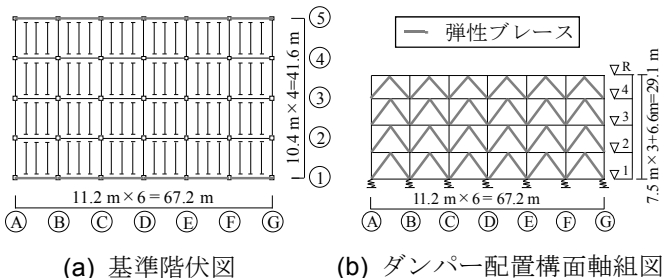 ⑤
④
③
②
①
10.4 m×4=41.6 m
11.2 m×6=67.2 m
Ⓐ Ⓑ Ⓒ Ⓓ Ⓔ Ⓕ Ⓖ
(a) 基準階伏図
弾性ブレース
R
4
3
2
1
7.5 m×3+6.6m=29.1 m
11.2 m×6=67.2 m
Ⓐ Ⓑ Ⓒ Ⓓ Ⓔ Ⓕ Ⓖ
(b) ダンパー配置構面軸組図